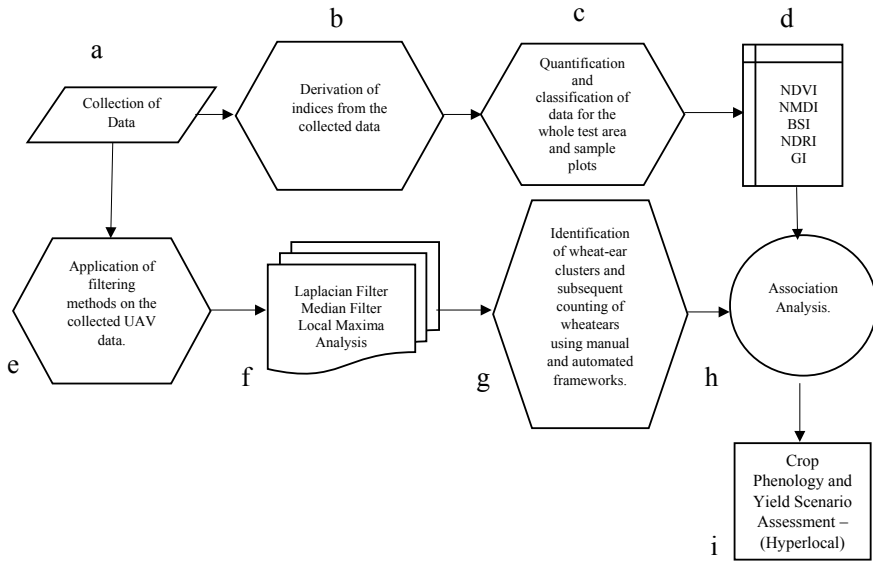 a
b
c
d
Collection of
Data
Derivation of
indices from the
collected data
Quantification
and
classification of
data for the
whole test area
and sample
plots
NDVI
NMDI
BSI
NDRI
GI
Application of
filtering
methods on the
collected UAV
data.
Laplacian Filter
Median Filter
Local Maxima
Analysis
Identification
of wheat-ear
clusters and
subsequent
counting of
wheatears
using manual
and automated
frameworks.
Association
Analysis.
e
f
g
h
Crop
Phenology and
Yield Scenario
Assessment –
(Hyperlocal)
i